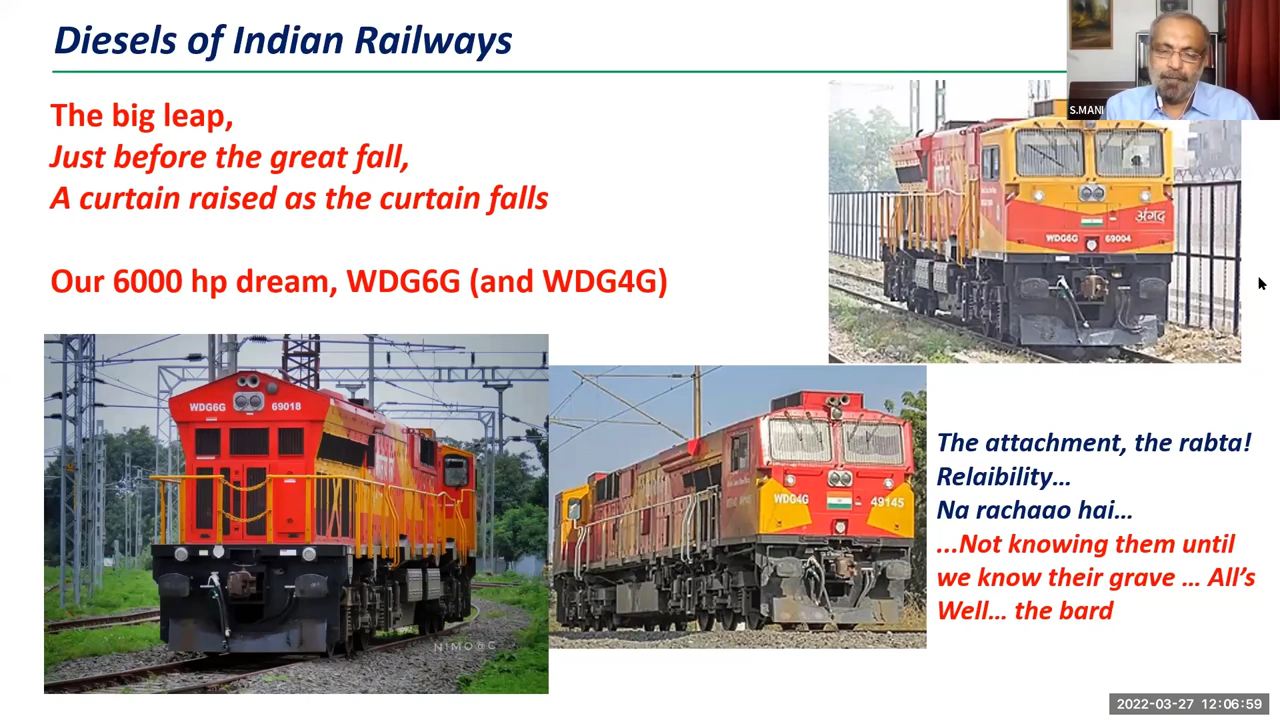 Diesels of Indian Railways
S.MANI
The big leap,
Just before the great fall,
A curtain raised as the curtain falls
Our 6000 hp dream, WDG6G (and WDG4G)
अंगद
WDG6G 69004
WDG6G 69018
NIMO@C
WDG4G 49145
The attachment, the rabta!
Relaibility…
Na rachaao hai…
...Not knowing them until
we know their grave … All's
Well… the bard
2022-03-27 12:06:59